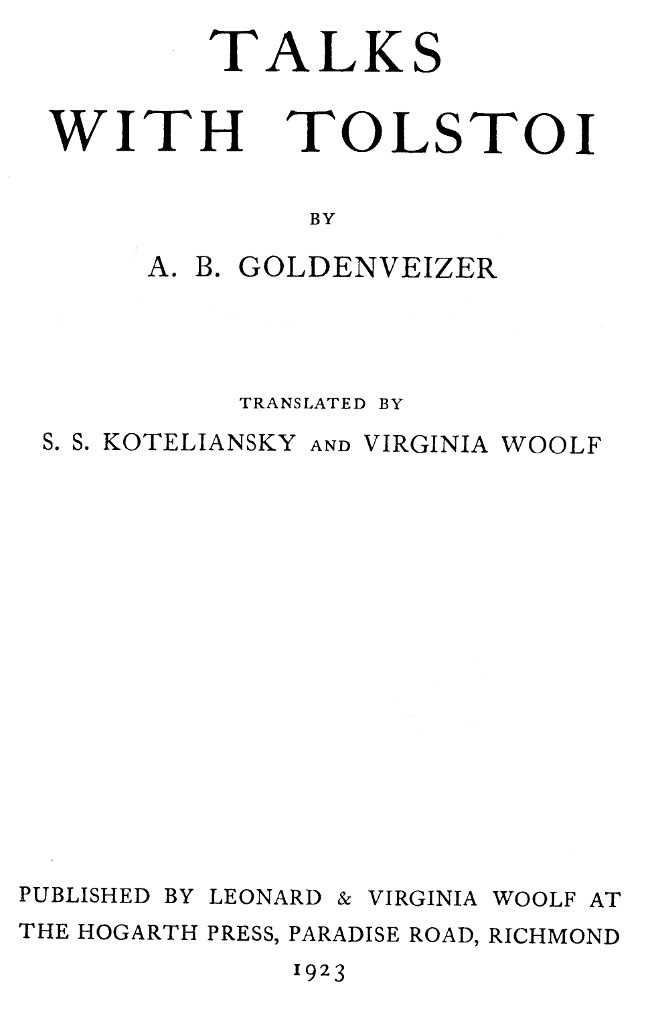 TALKS
WITH TOLSTOI
BY
A. B. GOLDENVEIZER
TRANSLATED BY
S. S. KOTELIANSKY AND VIRGINIA WOOLF
PUBLISHED BY LEONARD & VIRGINIA WOOLF AT
THE HOGARTH PRESS, PARADISE ROAD, RICHMOND
1923